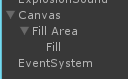 ExplosionSound
Canvas
Fill Area
Fill
EventSystem